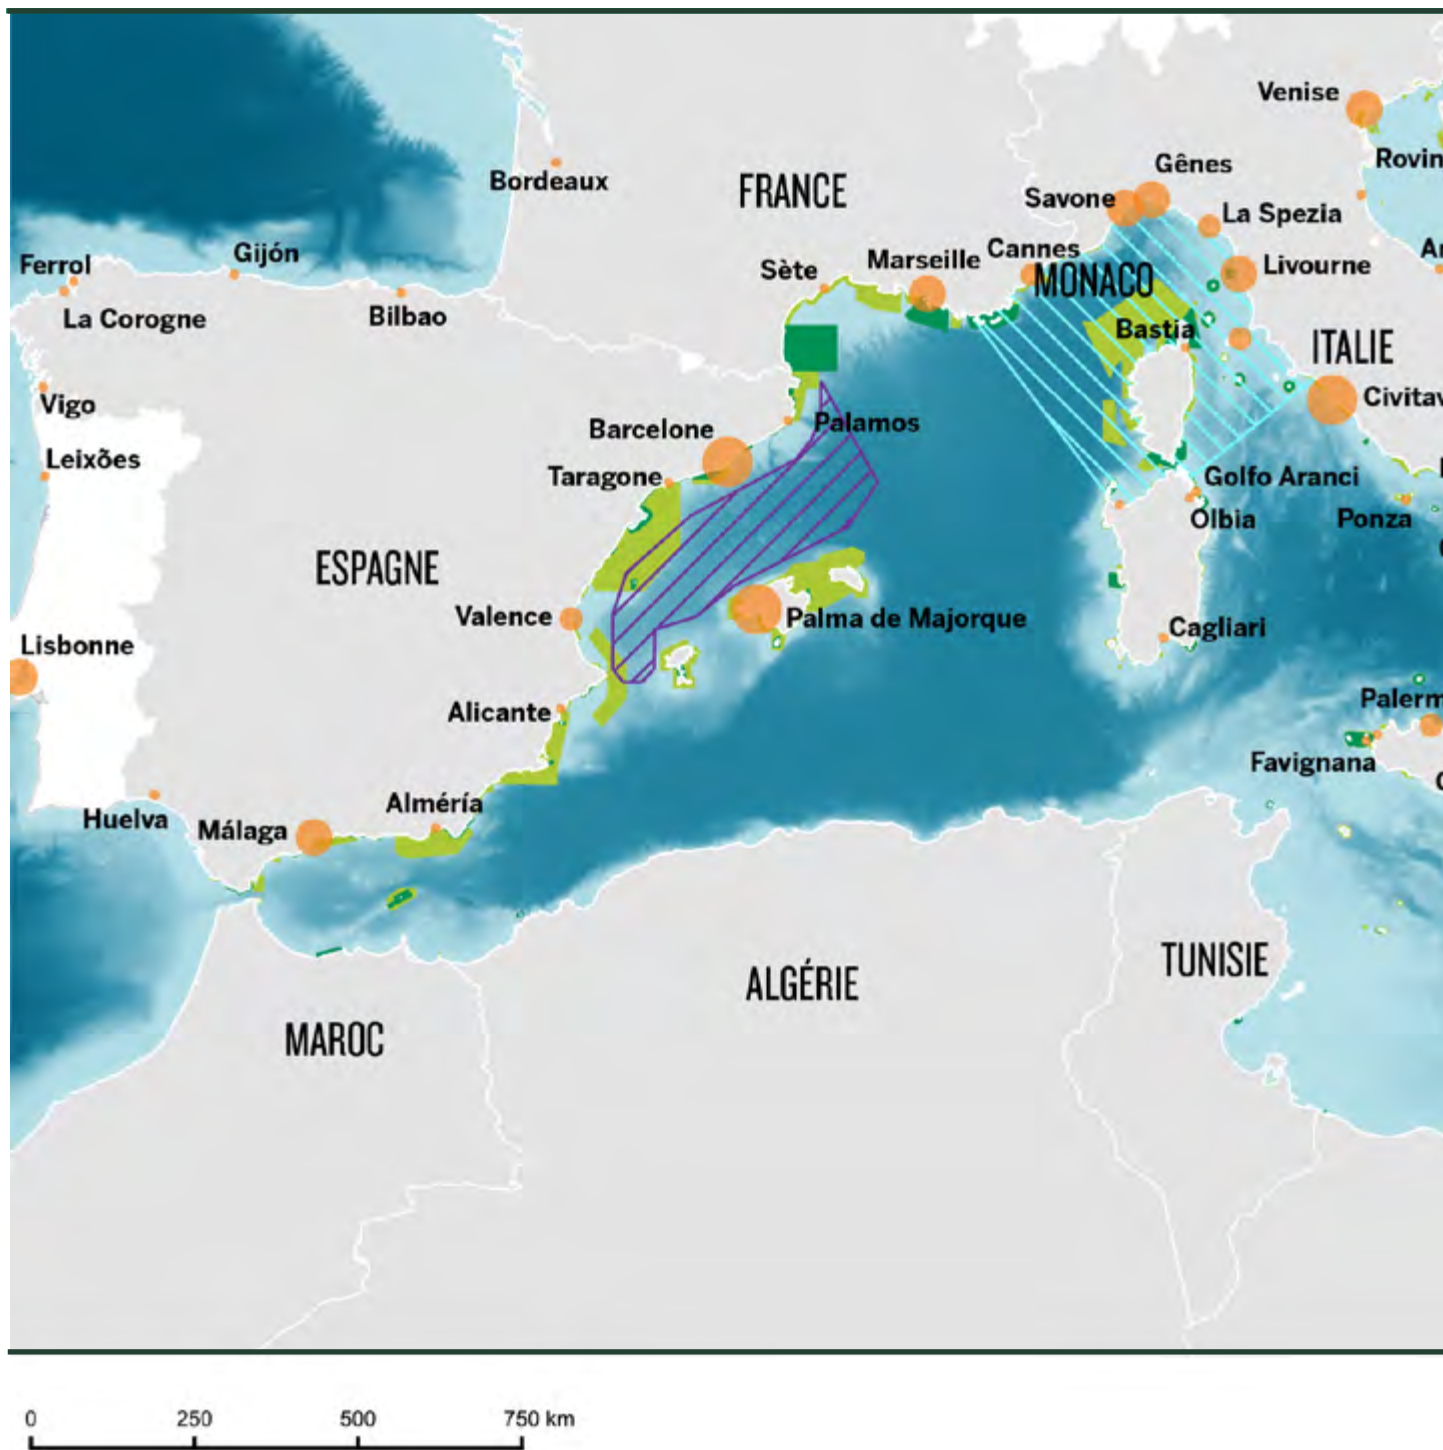 Venise
Rovin
Gênes
Bordeaux
FRANCE
Savone
La Spezia
Ferrol
Gijón
Sète
Marseille
Cannes
MONACO
Livourne
La Corogne
Bilbao
Bastia
ITALIE
Vigo
Civitav
Barcelone
Palamos
Leixões
Taragone
Golfo Aranci
Olbia
Ponza
ESPAGNE
Valence
Palma de Majorque
Cagliari
Lisbonne
Alicante
Palerm
Favignana
Huelva
Málaga
Alméría
TUNISIE
ALGÉRIE
MAROC
0 250 500 750 km